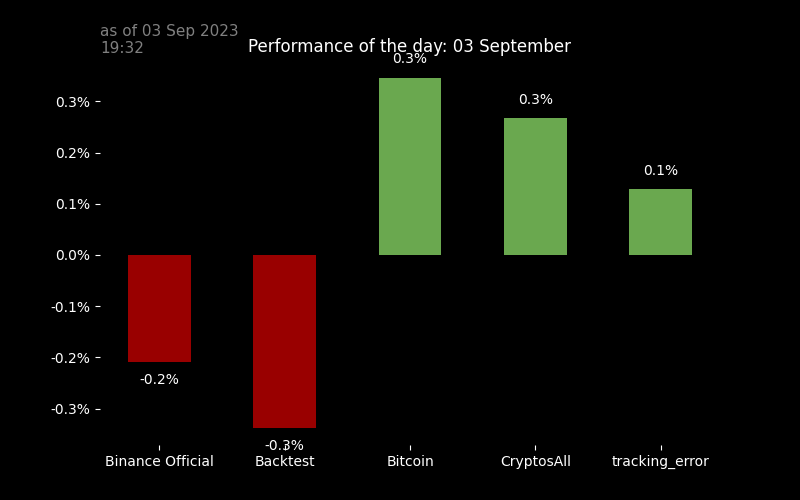 as of 03 Sep 2023
19:32
Performance of the day: 03 September
0.3%
0.3%
0.3%
0.2%
0.1%
0.1%
0.0%
-0.1%
-0.2%
-0.2%
-0.3%
-0.3%
Binance Official
Backtest
Bitcoin
CryptosAll
tracking_error